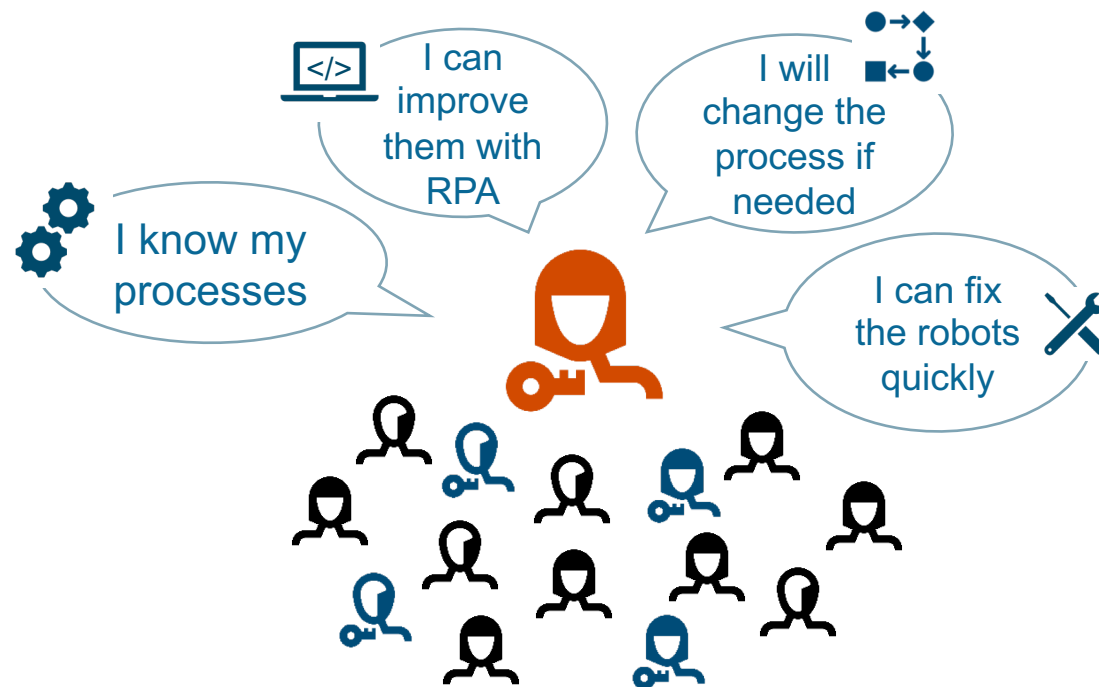 I know my
processes
</>
I can
improve
them with
RPA
I will
change the
process if
needed
I can fix
the robots
quickly